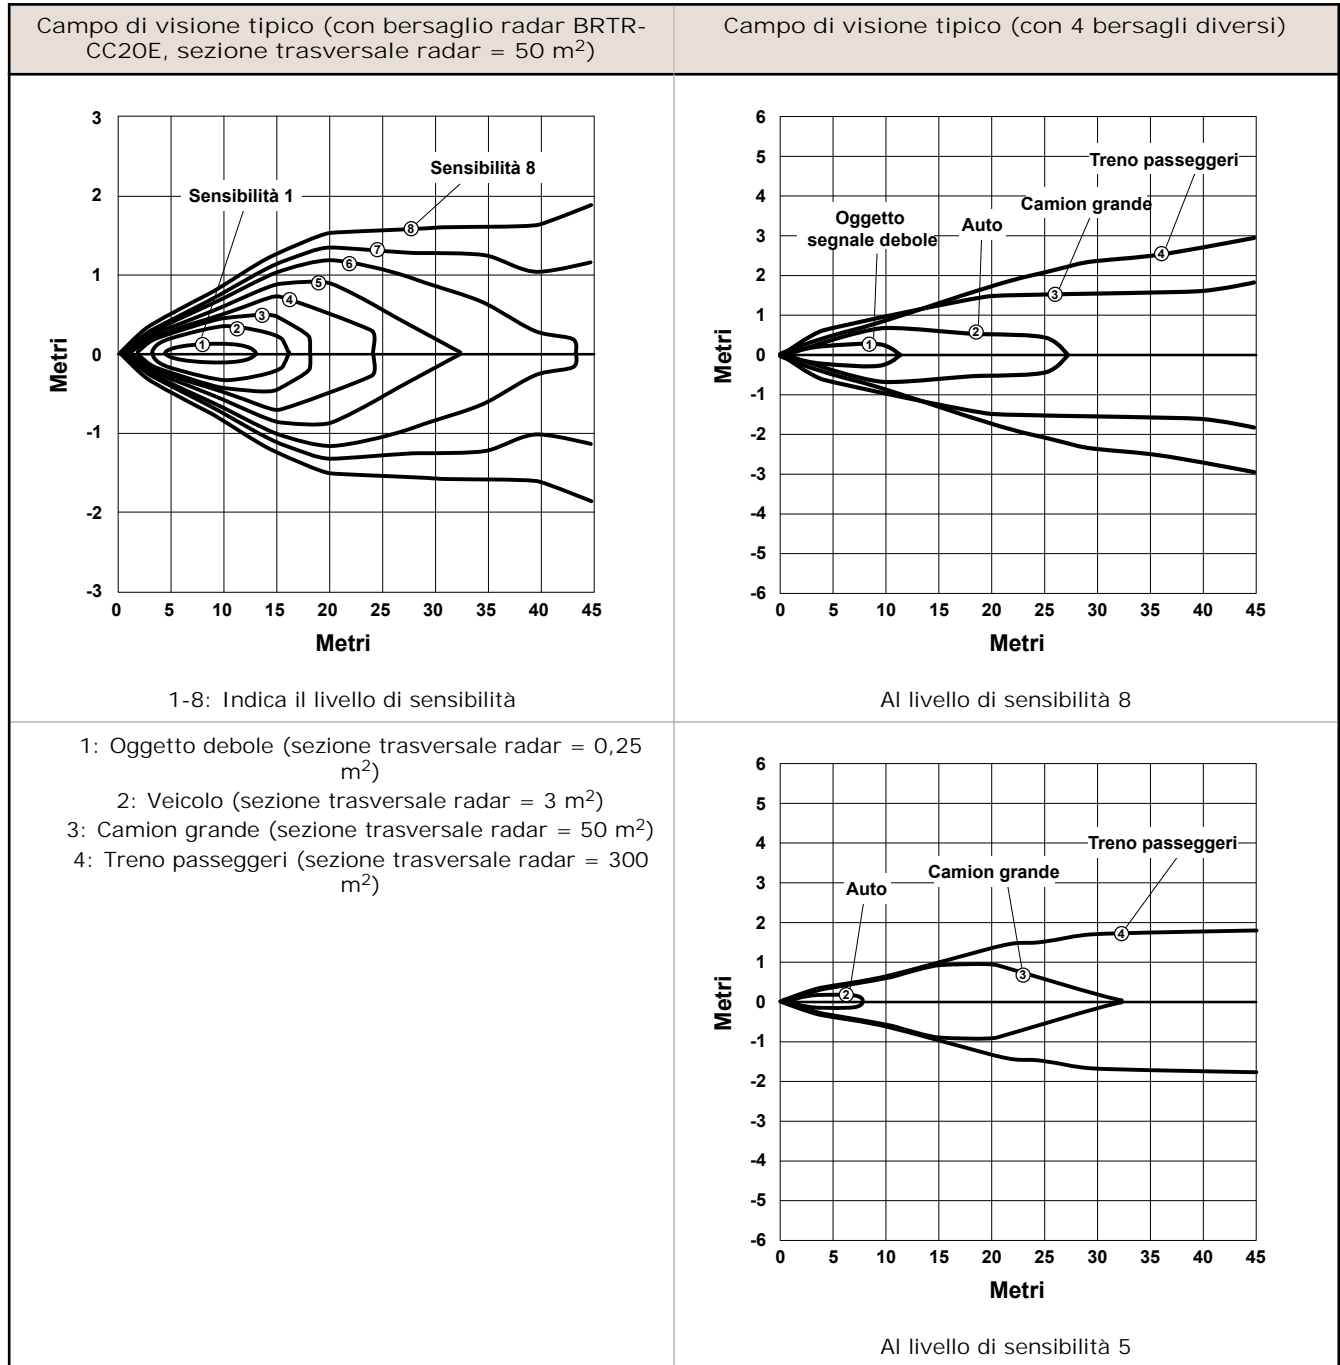 Campo di visione tipico (con bersaglio radar BRTR-
CC20E, sezione trasversale radar = 50 m²)
Campo di visione tipico (con 4 bersagli diversi)
3
2
1
0
-1
-2
-3
Metri
Sensibilità 1
Sensibilità 8
1
2
3
4
5
6
7
8
0 5 10 15 20 25 30 35 40 45
Metri
1-8: Indica il livello di sensibilità
6
5
4
3
2
1
0
-1
-2
-3
-4
-5
-6
Metri
Oggetto
segnale debole
Auto
Camion grande
Treno passeggeri
1
2
3
4
0 5 10 15 20 25 30 35 40 45
Metri
Al livello di sensibilità 8
1: Oggetto debole (sezione trasversale radar = 0,25
m²)
2: Veicolo (sezione trasversale radar = 3 m²)
3: Camion grande (sezione trasversale radar = 50 m²)
4: Treno passeggeri (sezione trasversale radar = 300
m²)
6
5
4
3
2
1
0
-1
-2
-3
-4
-5
-6
Metri
Auto
Camion grande
Treno passeggeri
2
3
4
0 5 10 15 20 25 30 35 40 45
Metri
Al livello di sensibilità 5